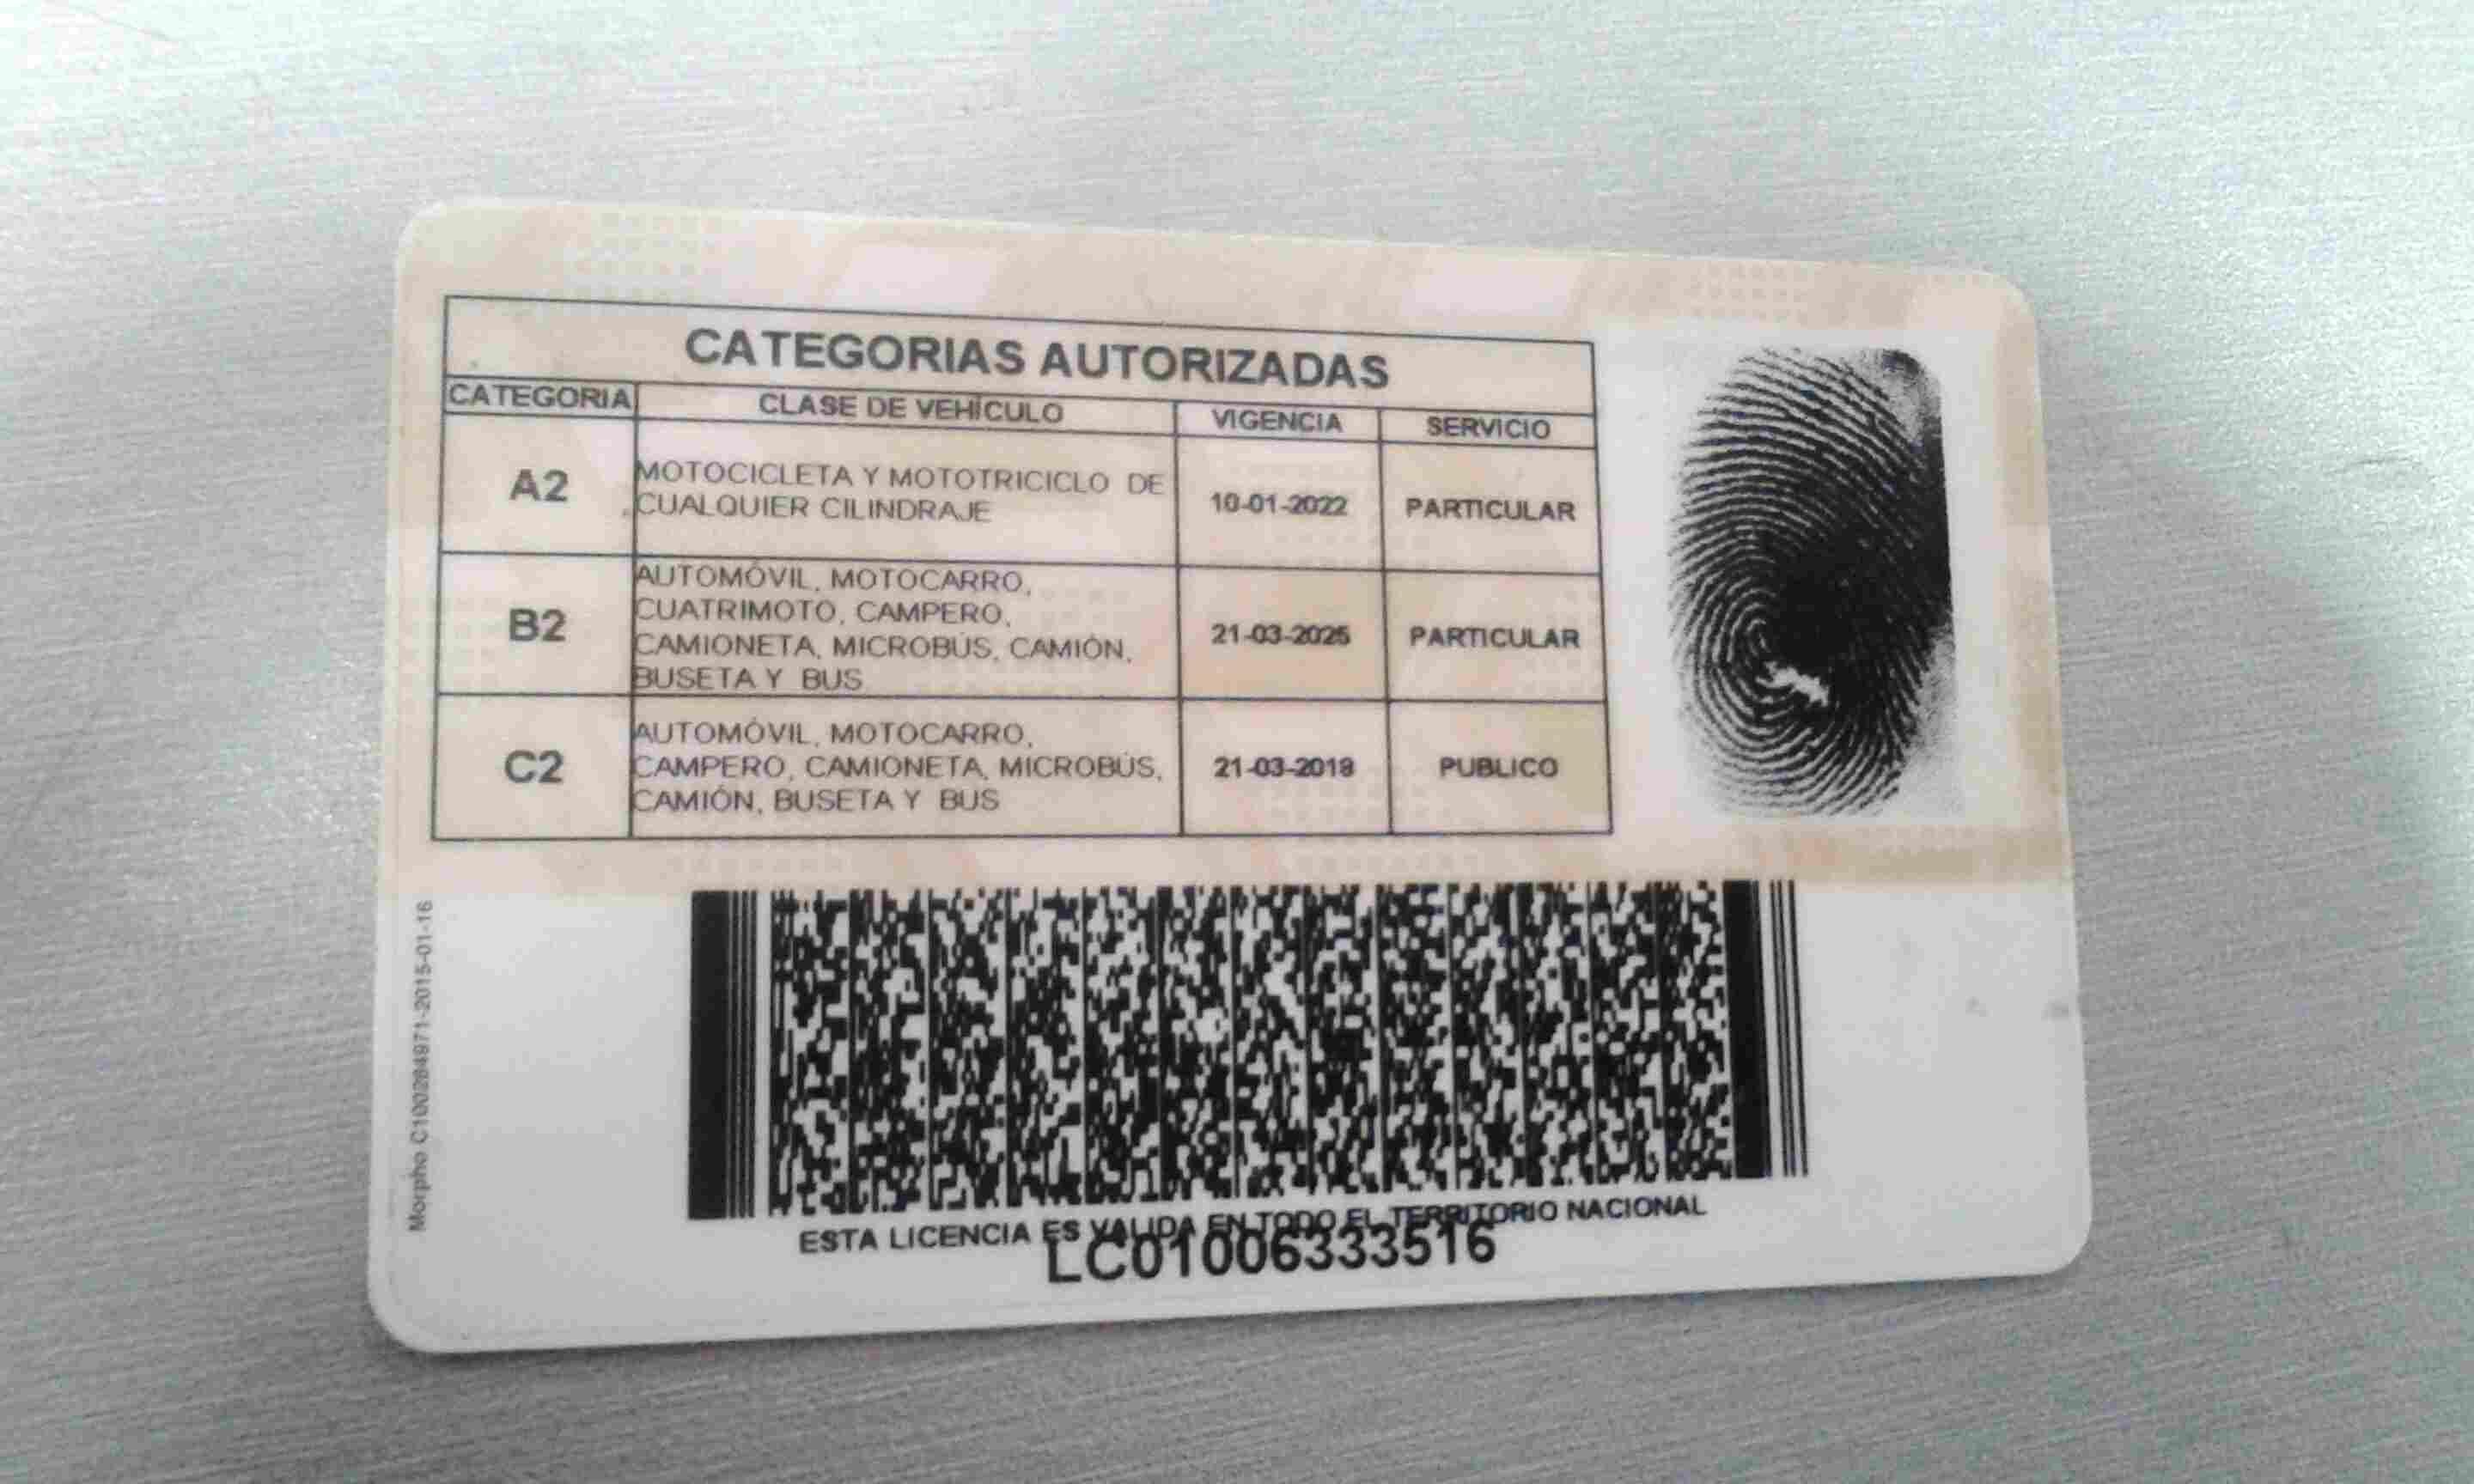 CATEGORIAS AUTORIZADAS
CATEGORIA CLASE DE VEHÍCULO VIGENCIA SERVICIO
A2 MOTOCICLETA Y MOTOTRICICLO DE CUALQUIER CILINDRAJE 10-01-2022 PARTICULAR
B2 AUTOMÓVIL, MOTOCARRO, CUATRIMOTO, CAMPERO, CAMIONETA, MICROBÚS, CAMIÓN, BUSETA Y BUS 21-03-2025 PARTICULAR
C2 AUTOMÓVIL, MOTOCARRO, CAMPERO, CAMIONETA, MICROBÚS, CAMIÓN, BUSETA Y BUS 21-03-2018 PUBLICO
Morpho C100284971-2015-01-16
ESTA LICENCIA ES VALIDA EN TODO EL TERRITORIO NACIONAL
LC01006333516